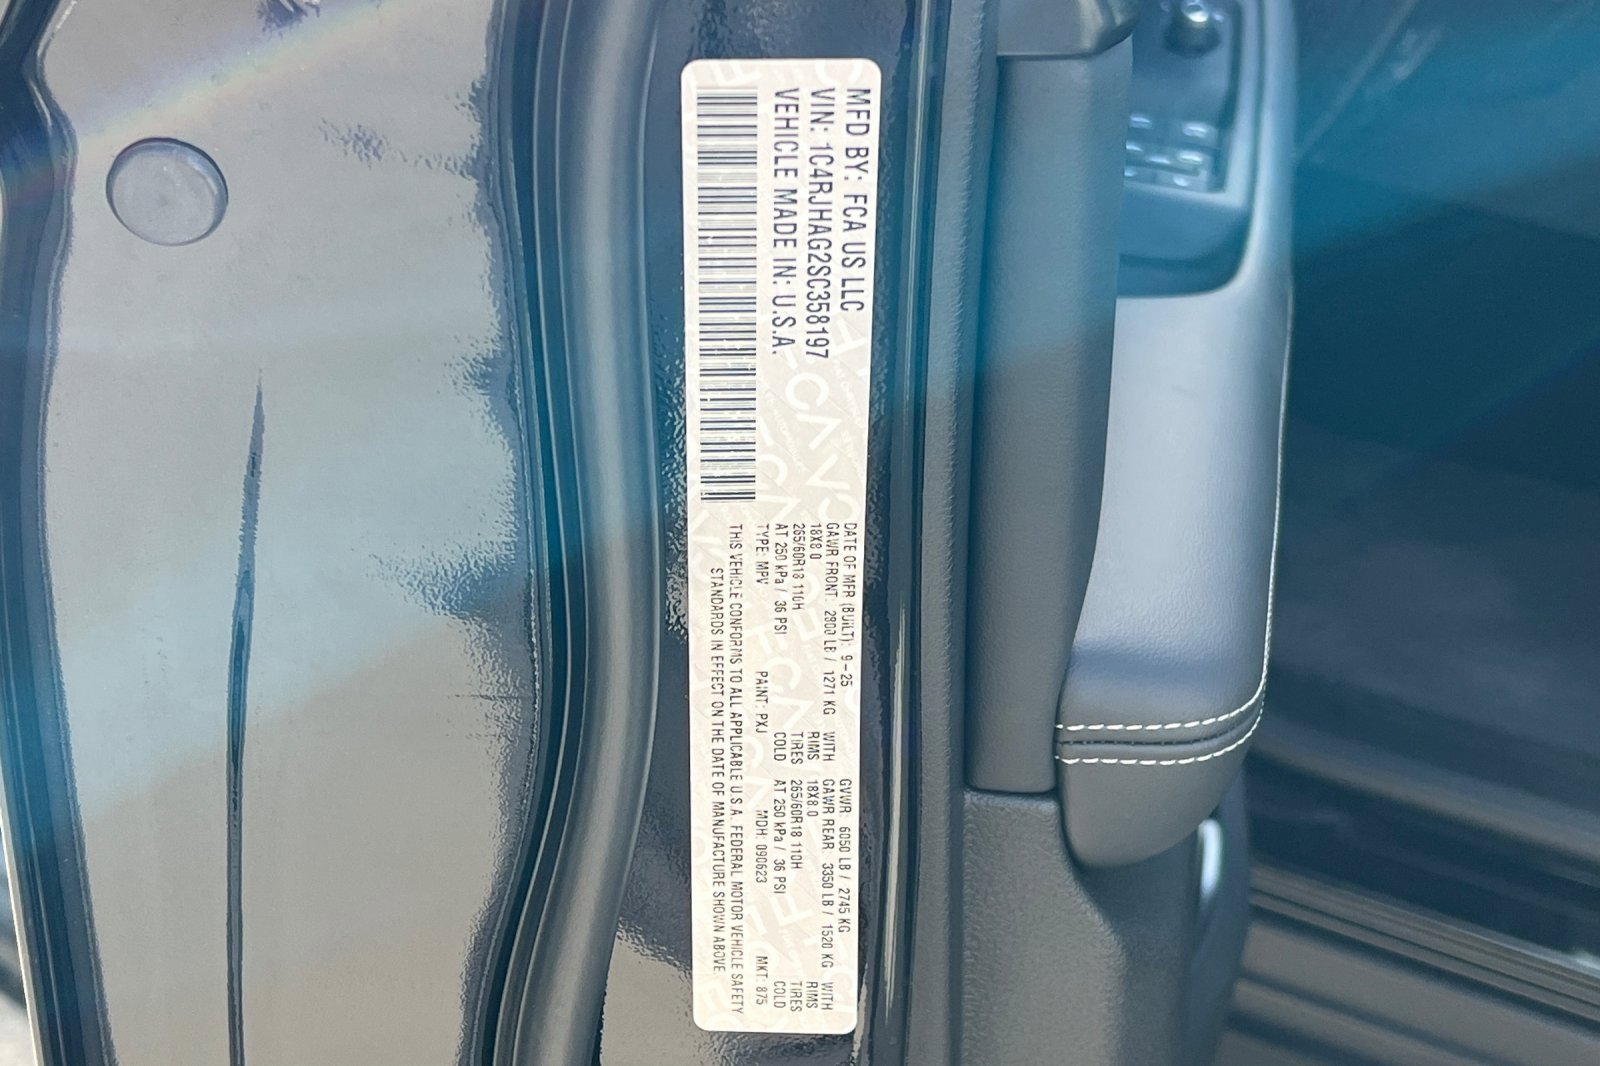 MFD BY: FCA US LLC
VIN: 1C4RJHAG2SC358197
VEHICLE MADE IN: U.S.A.
DATE OF MFR (BUILT): 9-25 GVWR: 6050 LB / 2745 KG
GAWR FRONT: 2800 LB / 1271 KG WITH GAWR REAR 3350 LB / 1520 KG WITH
18X8.0 RIMS 18X8.0 RIMS
265/60R18 110H TIRES 265/60R18 110H TIRES
AT 250 kPa / 36 PSI COLD AT 250 kPa / 36 PSI COLD
TYPE: MPV PAINT: PXJ MDH: 090623 MKT: 875
THIS VEHICLE CONFORMS TO ALL APPLICABLE U.S.A. FEDERAL MOTOR VEHICLE SAFETY
STANDARDS IN EFFECT ON THE DATE OF MANUFACTURE SHOWN ABOVE.